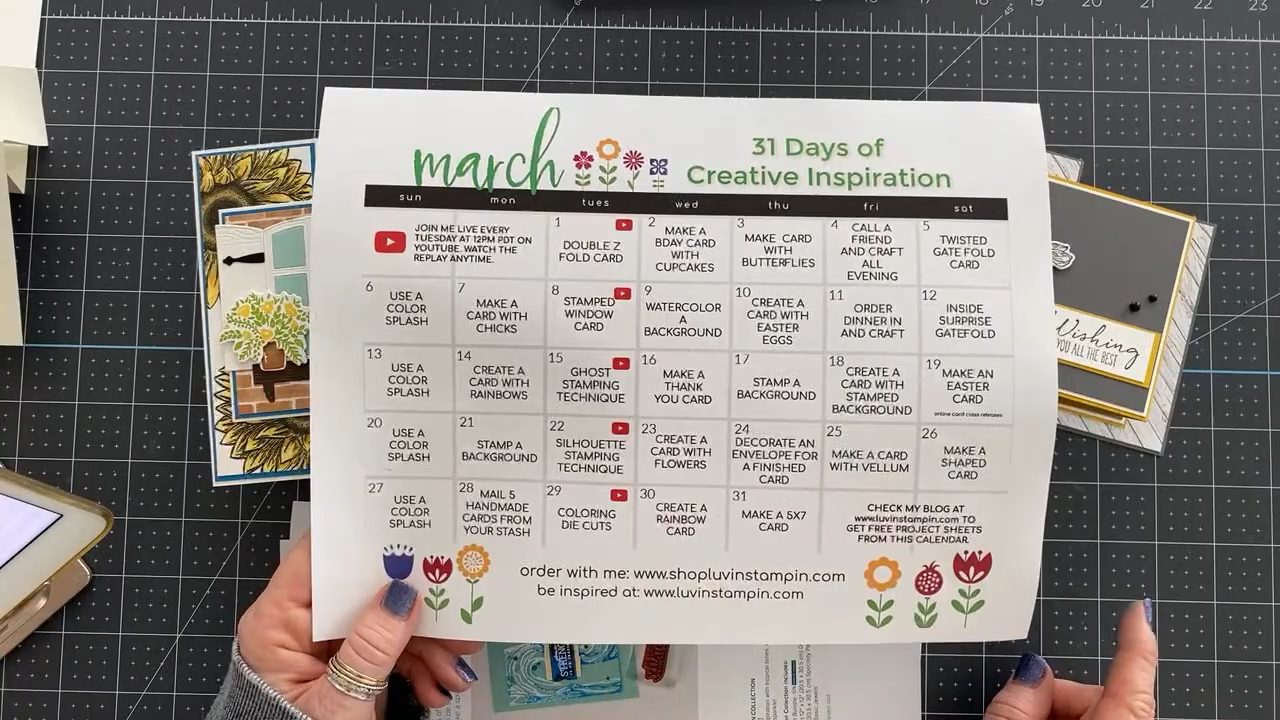 19
20
21
22
23
45°
march
31 Days of
Creative Inspiration
sun mon tues wed thu fri sat
JOIN ME LIVE EVERY
TUESDAY AT 12PM PDT ON
YOUTUBE. WATCH THE
REPLAY ANYTIME.
1
DOUBLE Z
FOLD CARD
2
MAKE A
BDAY CARD
WITH
CUPCAKES
3
MAKE CARD
WITH
BUTTERFLIES
4
CALL A
FRIEND
AND CRAFT
ALL
EVENING
5
TWISTED
GATE FOLD
CARD
6
USE A
COLOR
SPLASH
7
MAKE A
CARD WITH
CHICKS
8
STAMPED
WINDOW
CARD
9
WATERCOLOR
A
BACKGROUND
10
CREATE A
CARD WITH
EASTER
EGGS
11
ORDER
DINNER IN
AND CRAFT
12
INSIDE
SURPRISE
GATEFOLD
13
USE A
COLOR
SPLASH
14
CREATE A
CARD WITH
RAINBOWS
15
GHOST
STAMPING
TECHNIQUE
16
MAKE A
THANK
YOU CARD
17
STAMP A
BACKGROUND
18
CREATE A
CARD WITH
STAMPED
BACKGROUND
19
MAKE AN
EASTER
CARD
online card class releases
20
USE A
COLOR
SPLASH
21
STAMP A
BACKGROUND
22
SILHOUETTE
STAMPING
TECHNIQUE
23
CREATE A
CARD WITH
FLOWERS
24
DECORATE AN
ENVELOPE FOR
A FINISHED
CARD
25
MAKE A CARD
WITH VELLUM
26
MAKE A
SHAPED
CARD
27
USE A
COLOR
SPLASH
28
MAIL 5
HANDMADE
CARDS FROM
YOUR STASH
29
COLORING
DIE CUTS
30
CREATE A
RAINBOW
CARD
31
MAKE A 5X7
CARD
CHECK MY BLOG AT
www.luvinstampin.com TO
GET FREE PROJECT SHEETS
FROM THIS CALENDAR.
order with me: www.shopluvinstampin.com
be inspired at: www.luvinstampin.com
Wishing
YOU ALL THE BEST